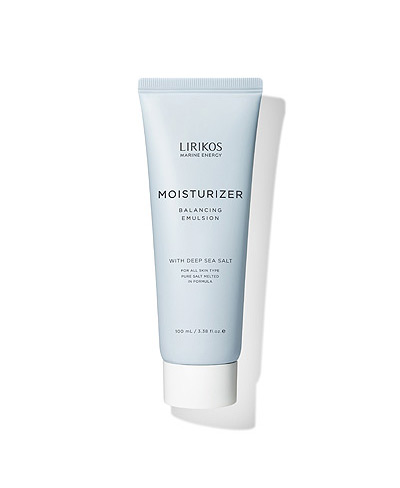 LIRIKOS
MARINE ENERGY
MOISTURIZER
BALANCING
EMULSION
WITH DEEP SEA SALT
FOR ALL SKIN TYPE
PURE SALT MELTED
IN FORMULA
100 mL / 3.38 fl.oz ℮